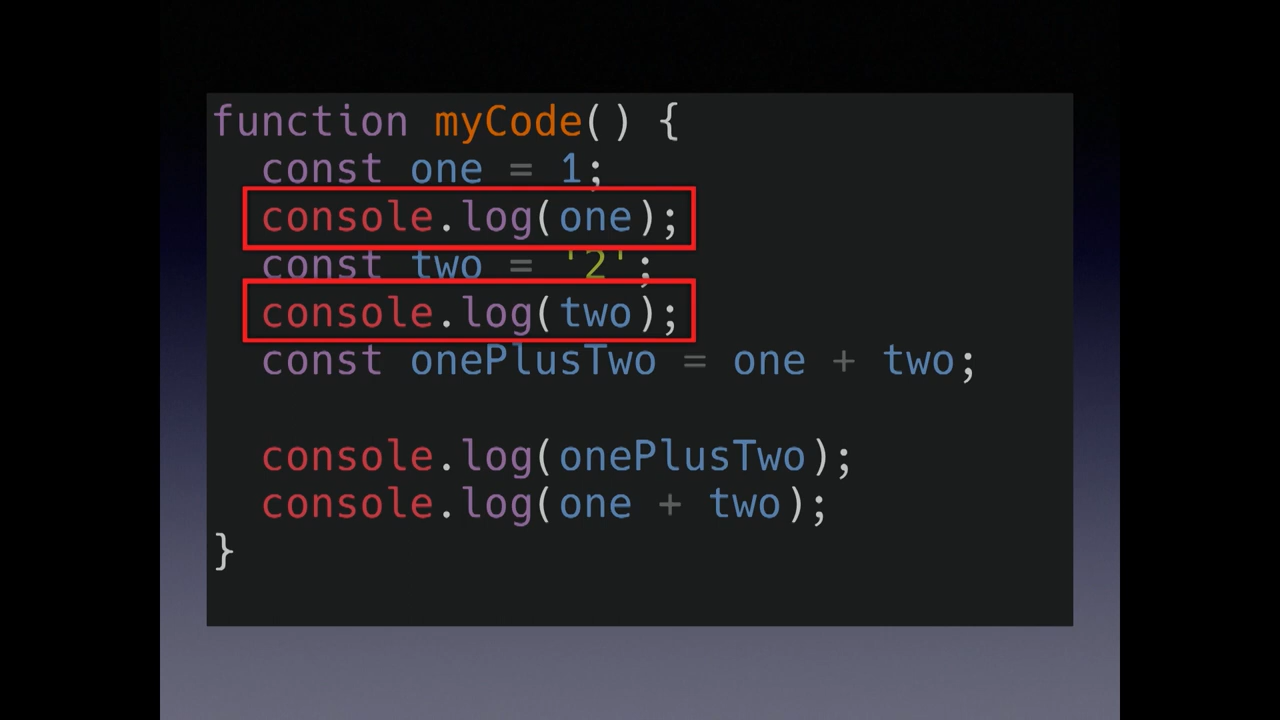 function myCode() {
  const one = 1;
  console.log(one);
  const two = '2';
  console.log(two);
  const onePlusTwo = one + two;
  console.log(onePlusTwo);
  console.log(one + two);
}